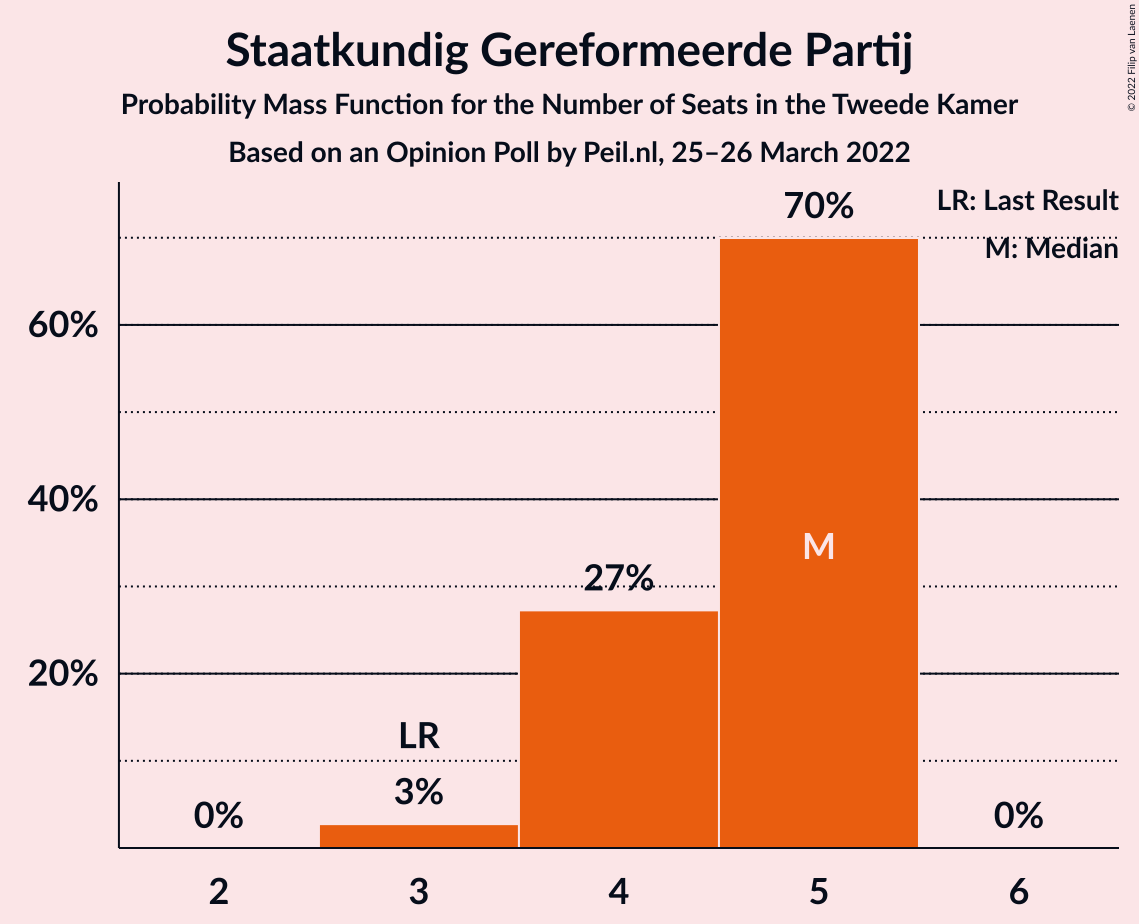 Staatkundig Gereformeerde Partij
Probability Mass Function for the Number of Seats in the Tweede Kamer
Based on an Opinion Poll by Peil.nl, 25–26 March 2022
© 2022 Filip van Laenen
LR: Last Result
M: Median
70%
60%
40%
M
27%
20%
LR
3%
0%
0%
2
3
4
5
6